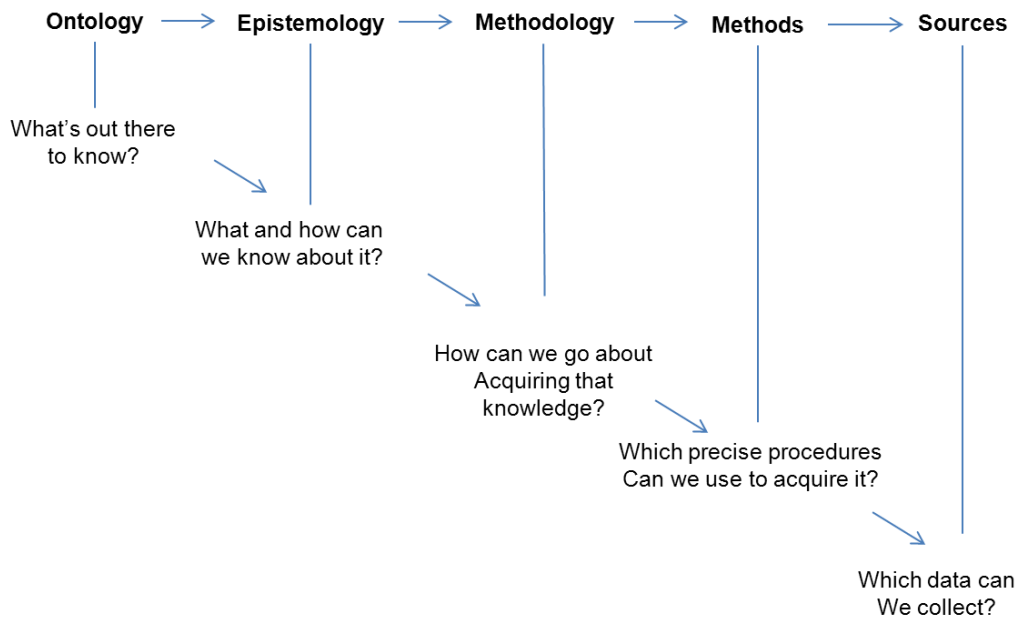 Ontology
Epistemology
Methodology
Methods
Sources
What’s out there
to know?
What and how can
we know about it?
How can we go about
Acquiring that
knowledge?
Which precise procedures
Can we use to acquire it?
Which data can
We collect?